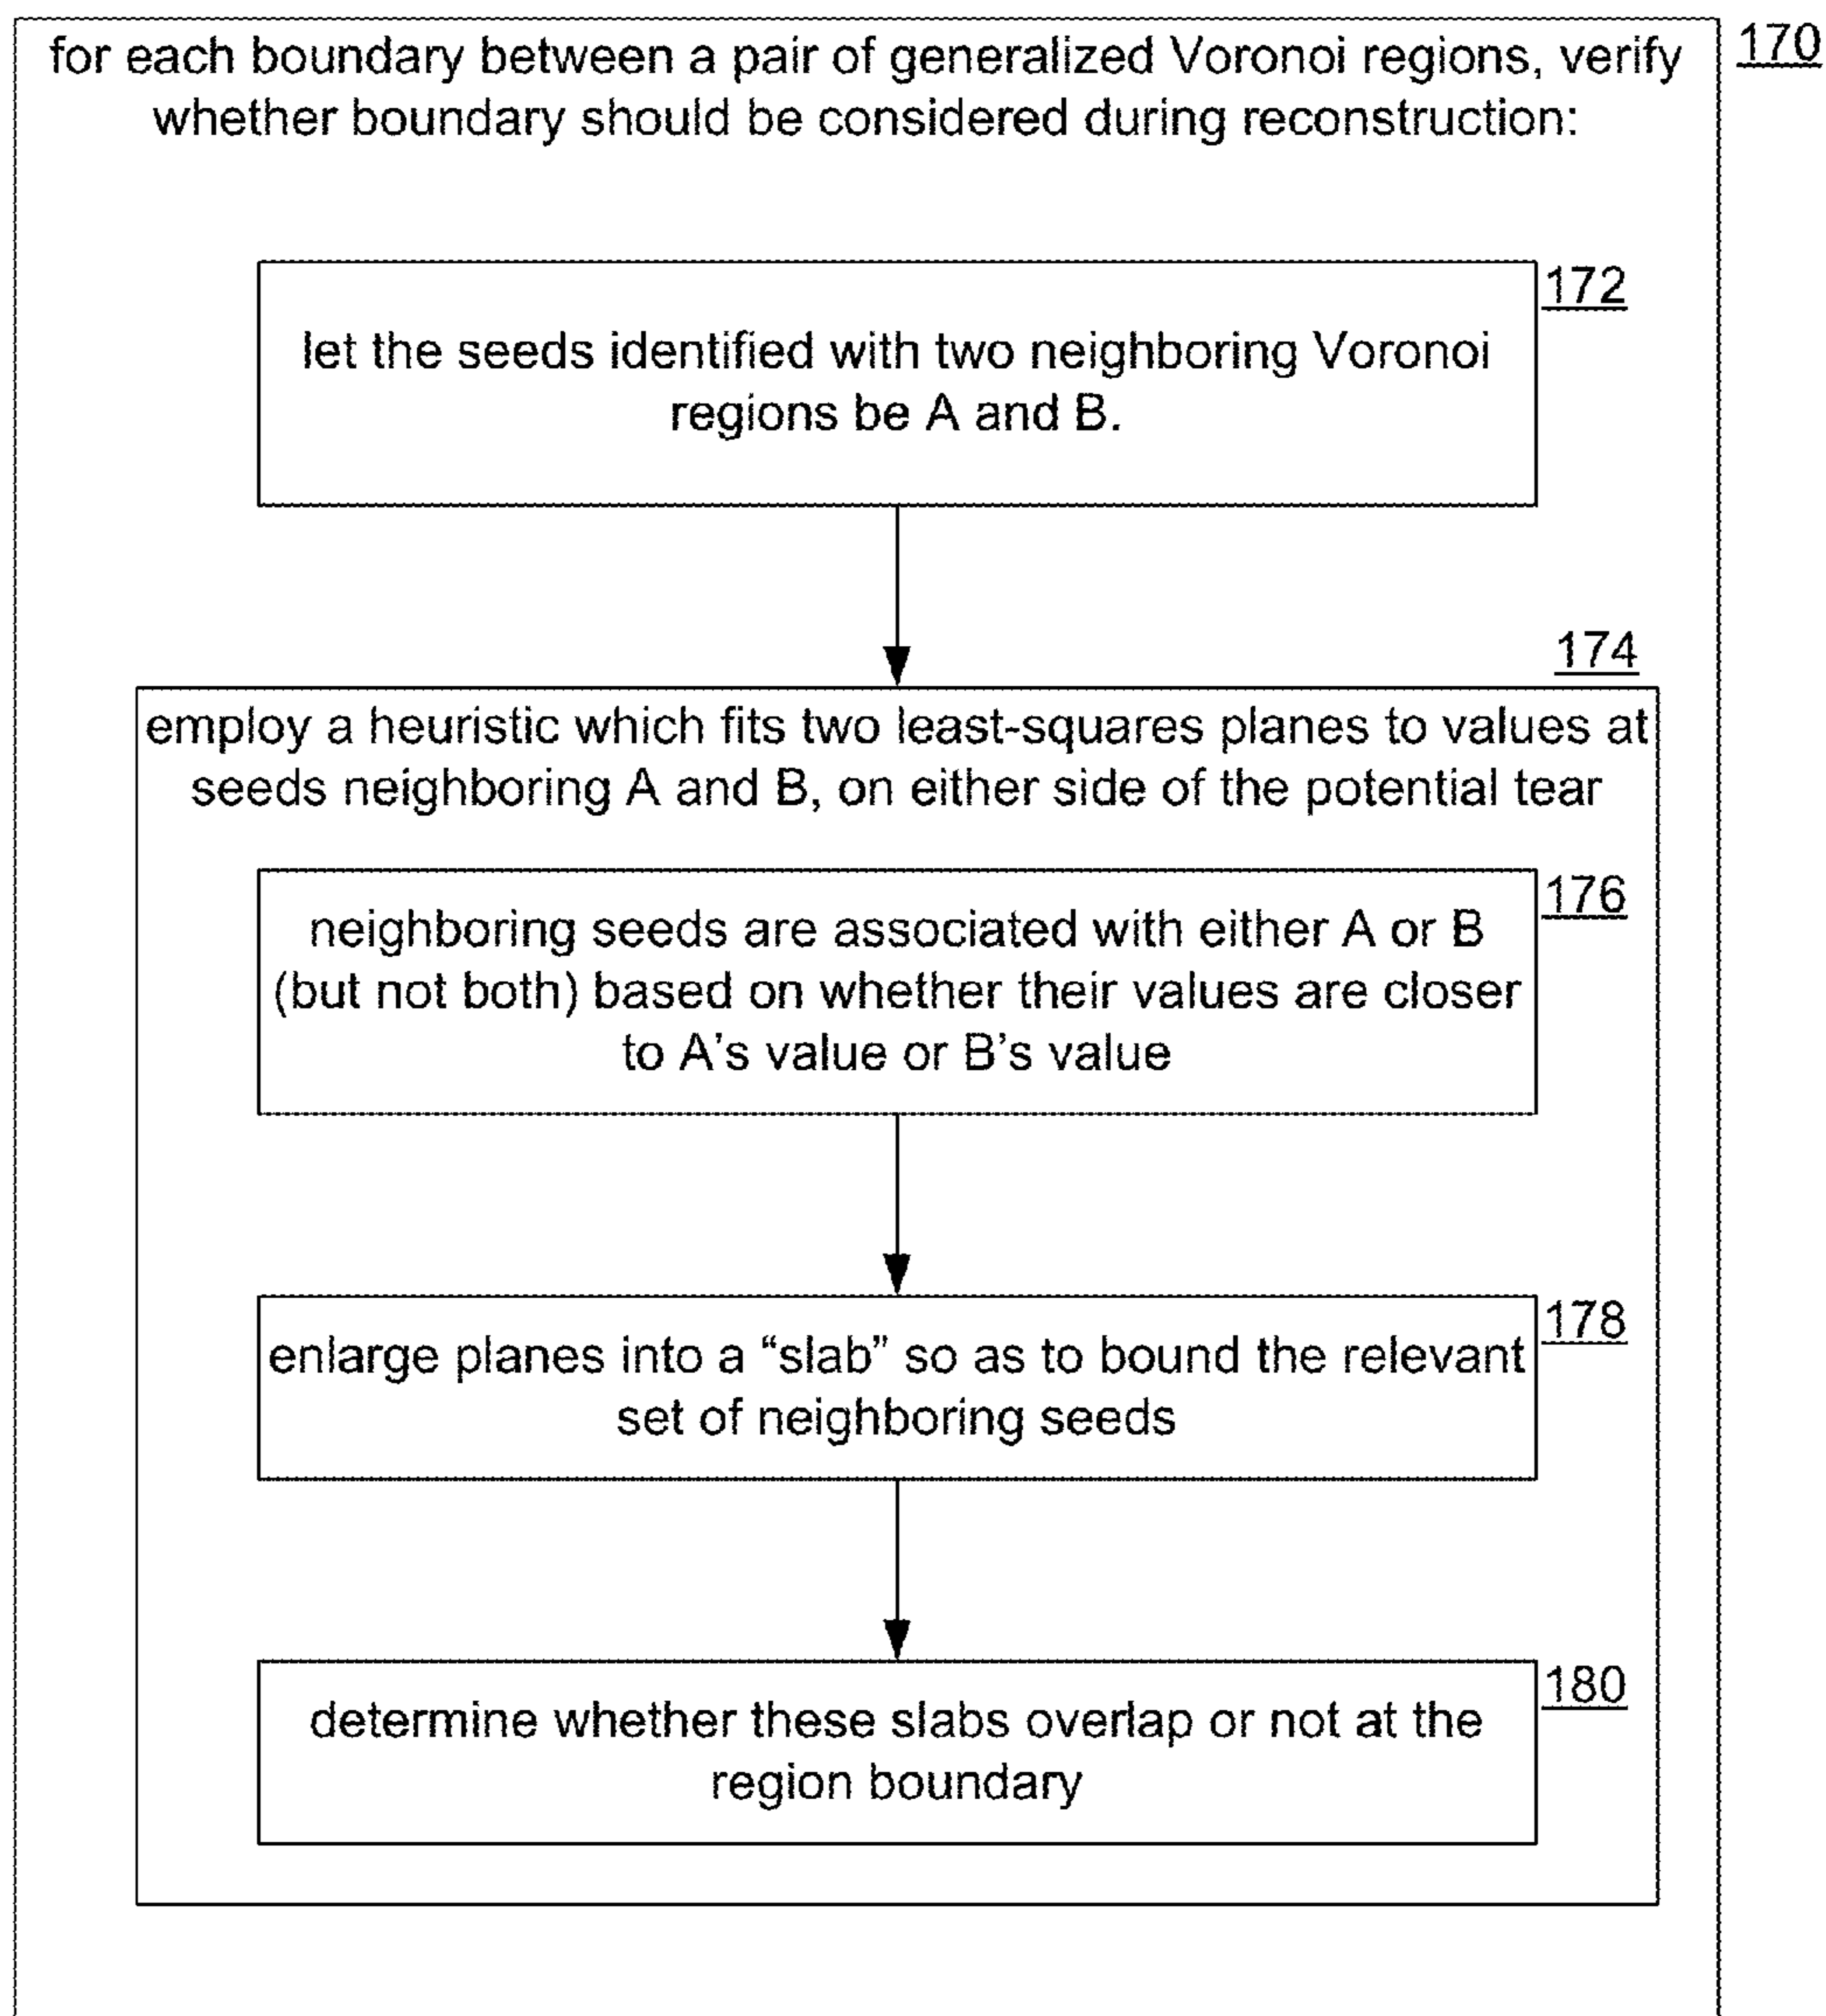 for each boundary between a pair of generalized Voronoi regions, verify
whether boundary should be considered during reconstruction:
170
172
let the seeds identified with two neighboring Voronoi
regions be A and B.
174
employ a heuristic which fits two least-squares planes to values at
seeds neighboring A and B, on either side of the potential tear
176
neighboring seeds are associated with either A or B
(but not both) based on whether their values are closer
to A's value or B's value
178
enlarge planes into a “slab” so as to bound the relevant
set of neighboring seeds
180
determine whether these slabs overlap or not at the
region boundary